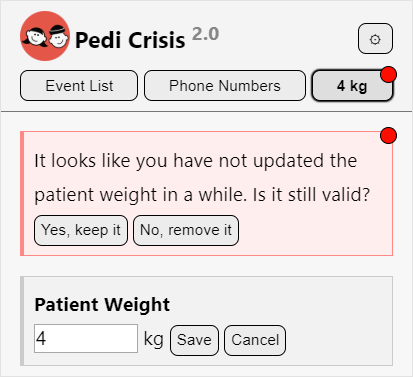 Pedi Crisis 2.0
Event List Phone Numbers 4 kg
It looks like you have not updated the
patient weight in a while. Is it still valid?
Yes, keep it No, remove it
Patient Weight
4 kg Save Cancel